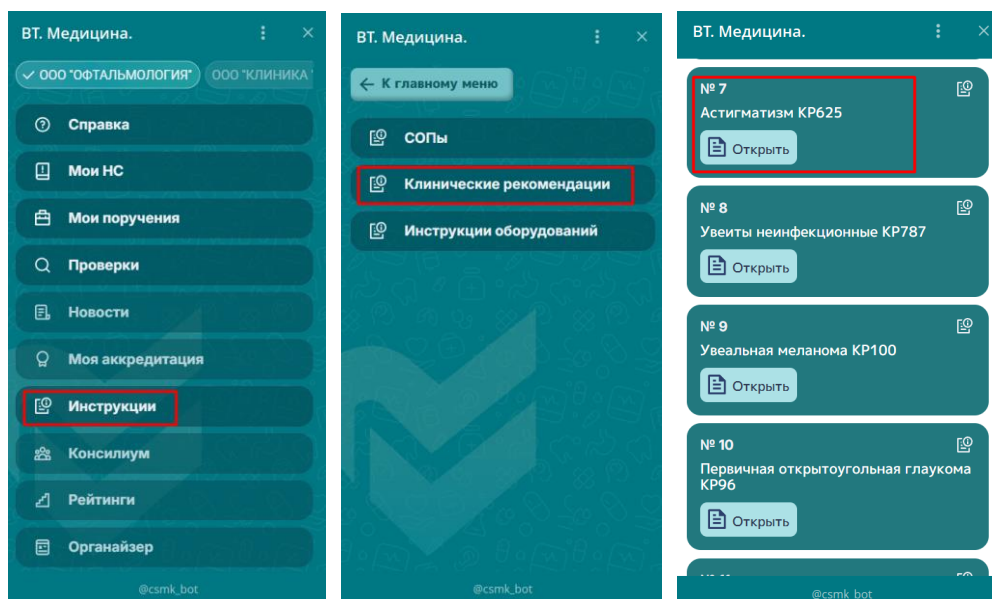 ВТ. Медицина.
ООО "ОФТАЛЬМОЛОГИЯ"
ООО "КЛИНИКА
Справка
Мои НС
Мои поручения
Проверки
Новости
Моя аккредитация
Инструкции
Консилиум
Рейтинги
Органайзер
@csmk_bot
ВТ. Медицина.
К главному меню
СОПы
Клинические рекомендации
Инструкции оборудований
@csmk_bot
ВТ. Медицина.
№ 7
Астигматизм КР625
Открыть
№ 8
Увеиты неинфекционные КР787
Открыть
№ 9
Увеальная меланома КР100
Открыть
№ 10
Первичная открытоугольная глаукома
КР96
Открыть
@csmk_bot